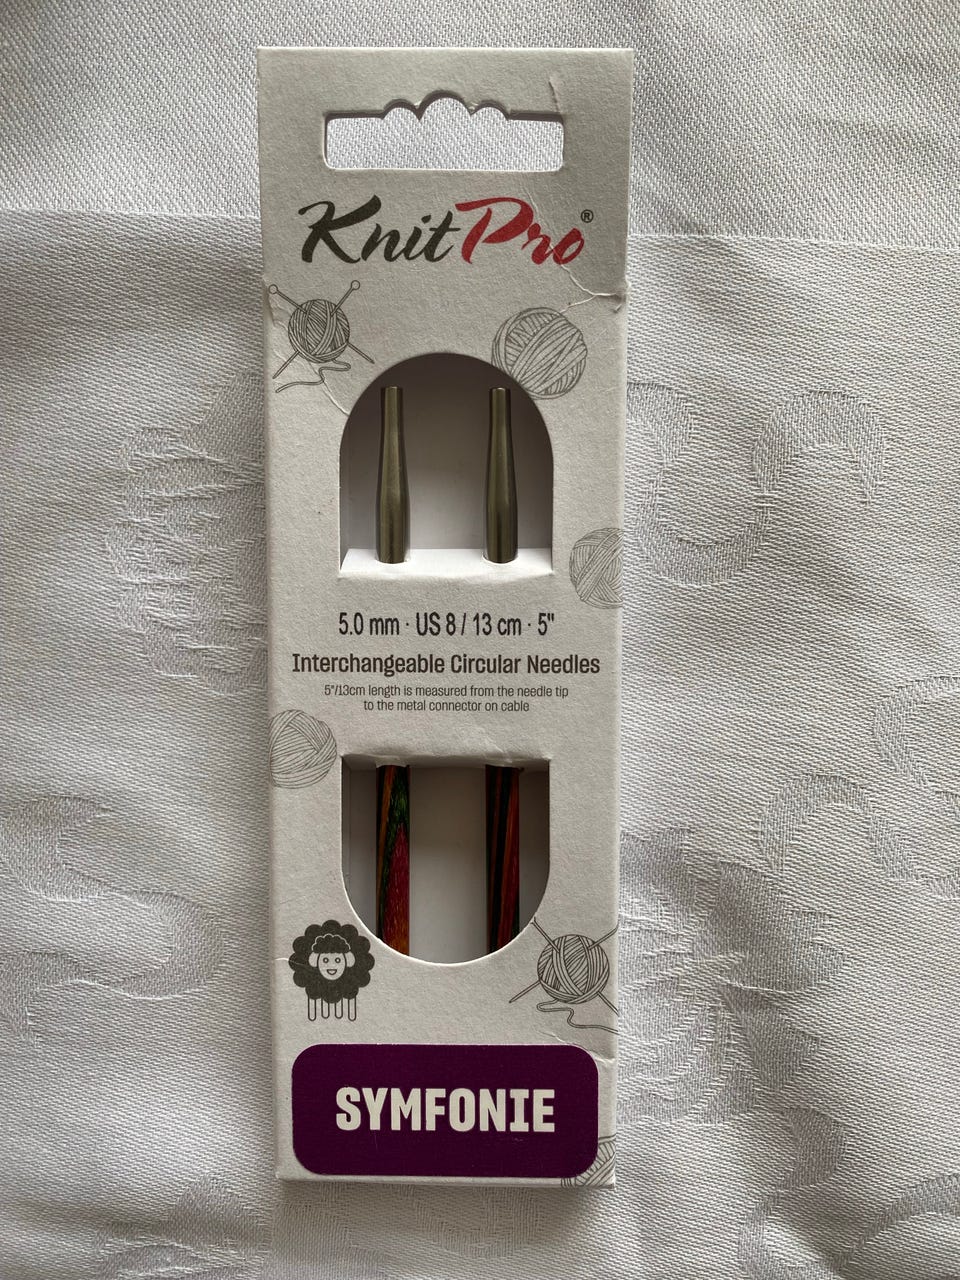 KnitPro®
5.0 mm · US 8 / 13 cm · 5"
Interchangeable Circular Needles
5"/13cm length is measured from the needle tip
to the metal connector on cable
SYMFONIE